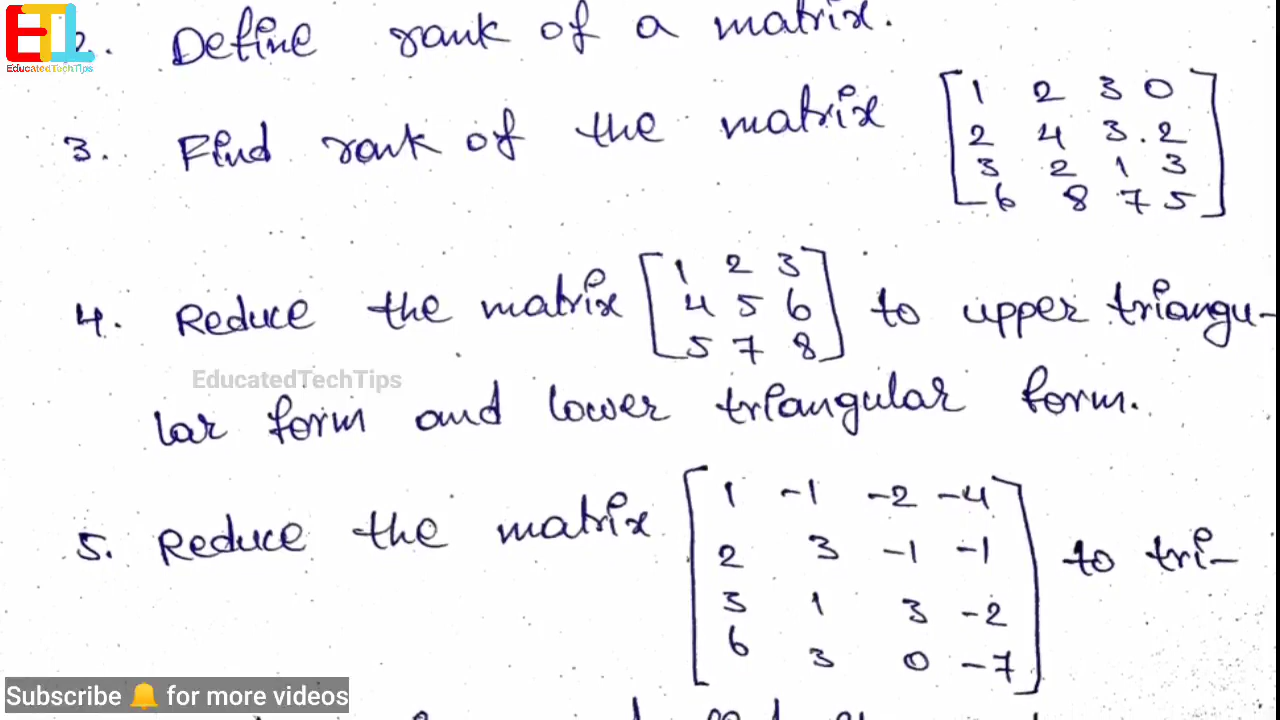 ETL
EducatedTechTips
2. Define rank of a matrix.
3. Find rank of the matrix [1 2 3 0
2 4 3.2
3 2 1 3
6 8 7 5]
4. Reduce the matrix [1 2 3
4 5 6
5 7 8] to upper triangu-
EducatedTechTips
lar form and lower triangular form.
5. Reduce the matrix [1 -1 -2 -4
2 3 -1 -1
3 1 3 -2
6 3 0 -7] to tri-
Subscribe 🔔 for more videos